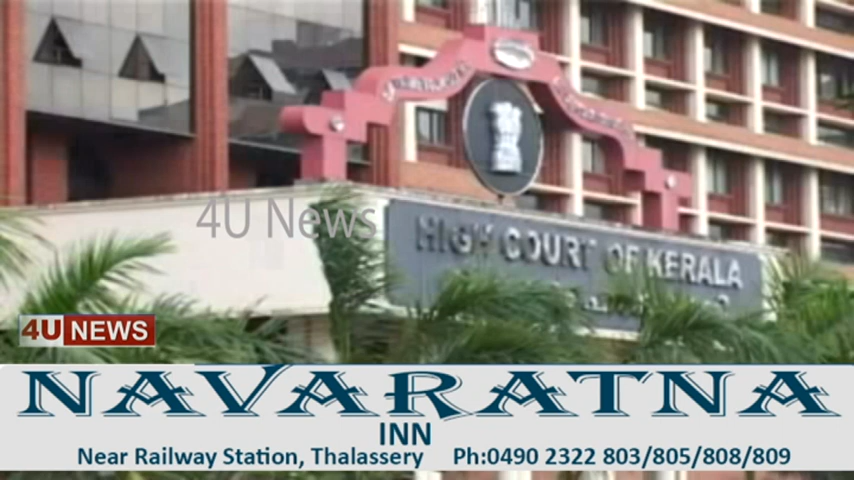 4U News
HIGH COURT OF KERALA
4U NEWS
NAVARATNA
INN
Near Railway Station, Thalassery Ph:0490 2322 803/805/808/809